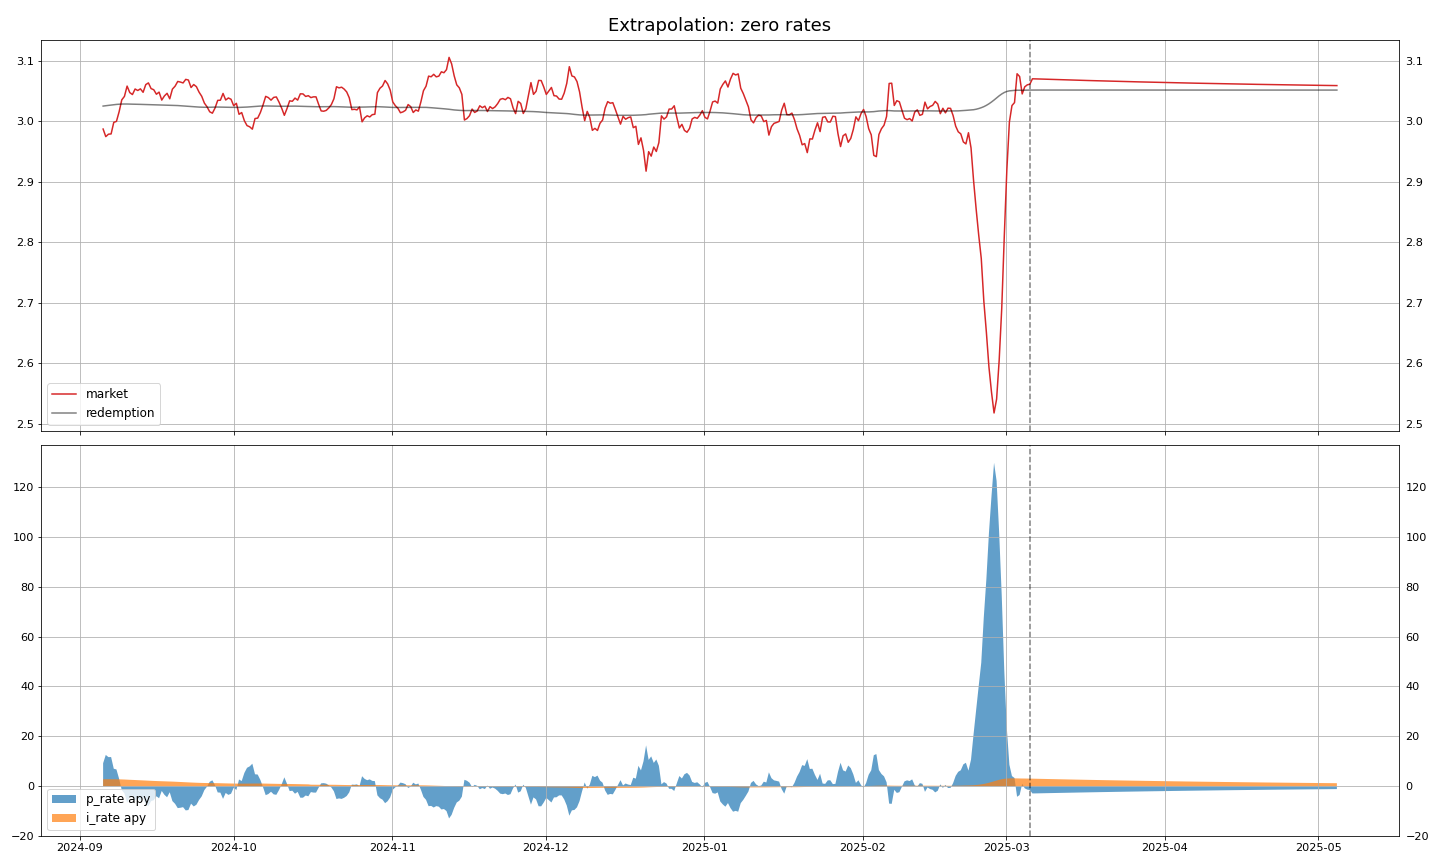 Extrapolation: zero rates
3.1 3.1
3.0 3.0
2.9 2.9
2.8 2.8
2.7 2.7
2.6 2.6
market
redemption
2.5 2.5
120 120
100 100
80 80
60 60
40 40
20 20
0 0
p_rate apy
i_rate apy
−20 −20
2024-09 2024-10 2024-11 2024-12 2025-01 2025-02 2025-03 2025-04 2025-05